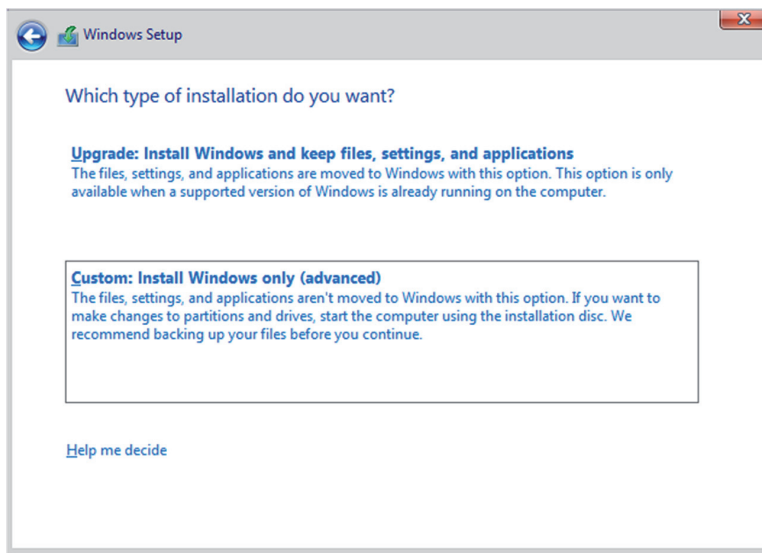 Windows Setup
Which type of installation do you want?
Upgrade: Install Windows and keep files, settings, and applications
The files, settings, and applications are moved to Windows with this option. This option is only
available when a supported version of Windows is already running on the computer.
Custom: Install Windows only (advanced)
The files, settings, and applications aren't moved to Windows with this option. If you want to
make changes to partitions and drives, start the computer using the installation disc. We
recommend backing up your files before you continue.
Help me decide